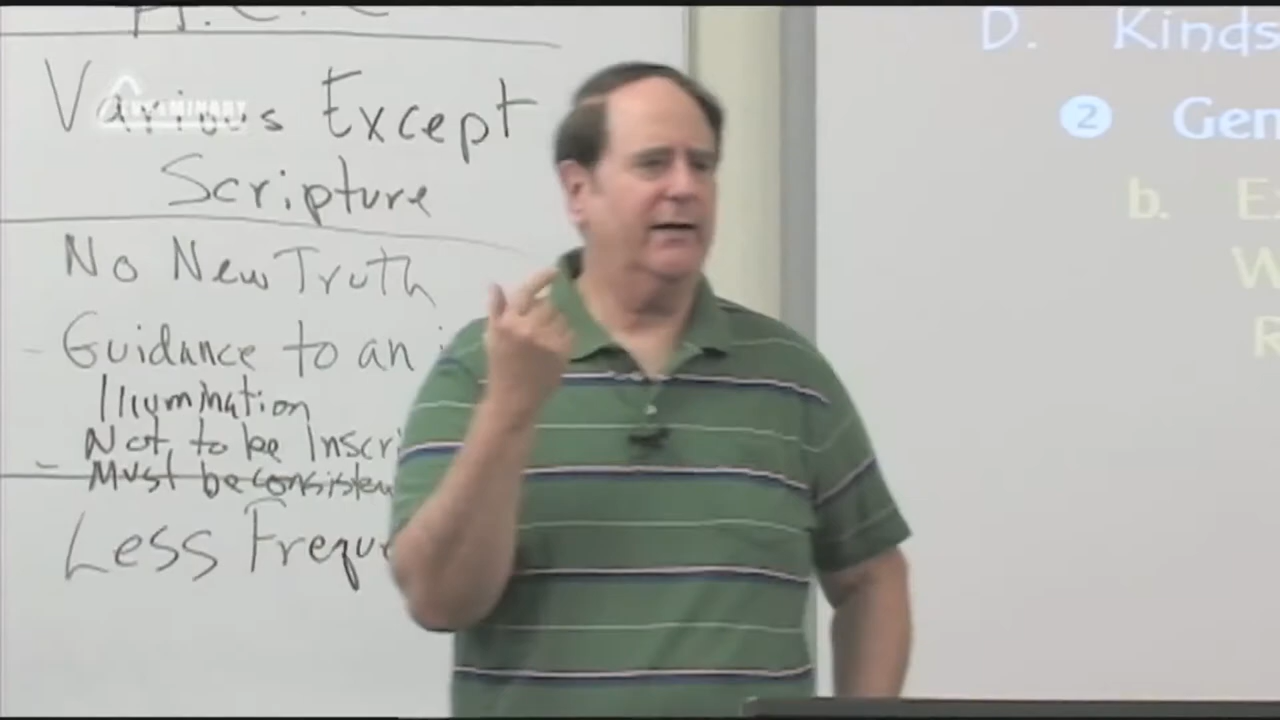 Various Except
Scripture
No New Truth
- Guidance to an
Illumination
Not to be Inscri
- Must be consisten
Less Freque
D. Kinds
2 Gen
b. E
W
R